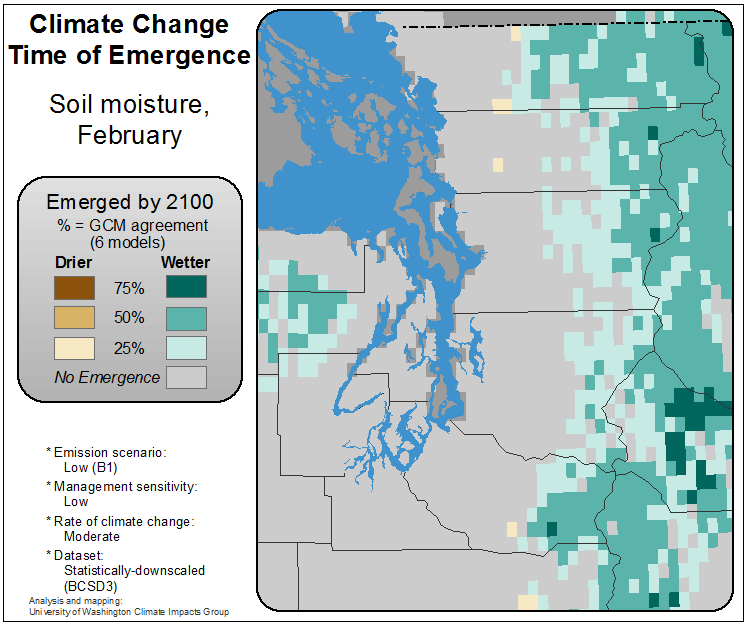 Climate Change
Time of Emergence
Soil moisture,
February
Emerged by 2100
% = GCM agreement
(6 models)
Drier Wetter
75%
50%
25%
No Emergence
* Emission scenario:
Low (B1)
* Management sensitivity:
Low
* Rate of climate change:
Moderate
* Dataset:
Statistically-downscaled
(BCSD3)
Analysis and mapping:
University of Washington Climate Impacts Group